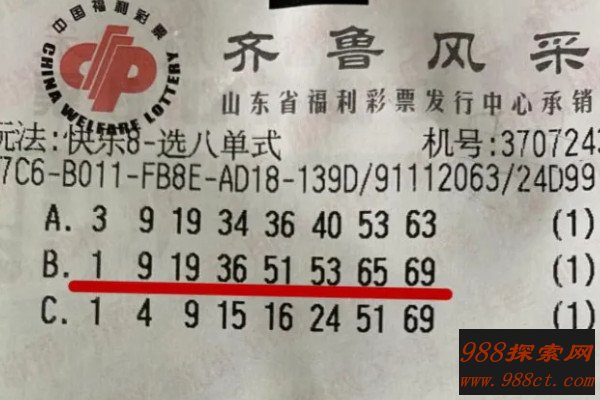 中国福利彩票
CHINA WELFARE LOTTERY
齐鲁风采
山东省福利彩票发行中心承销
玩法:快乐8-选八单式 机号:3707243
7C6-B011-FB8E-AD18-139D/91112063/24D99
A. 3 9 19 34 36 40 53 63 (1)
B. 1 9 19 36 51 53 65 69 (1)
C. 1 4 9 15 16 24 51 69 (1)
988探索网
www.988ct.com